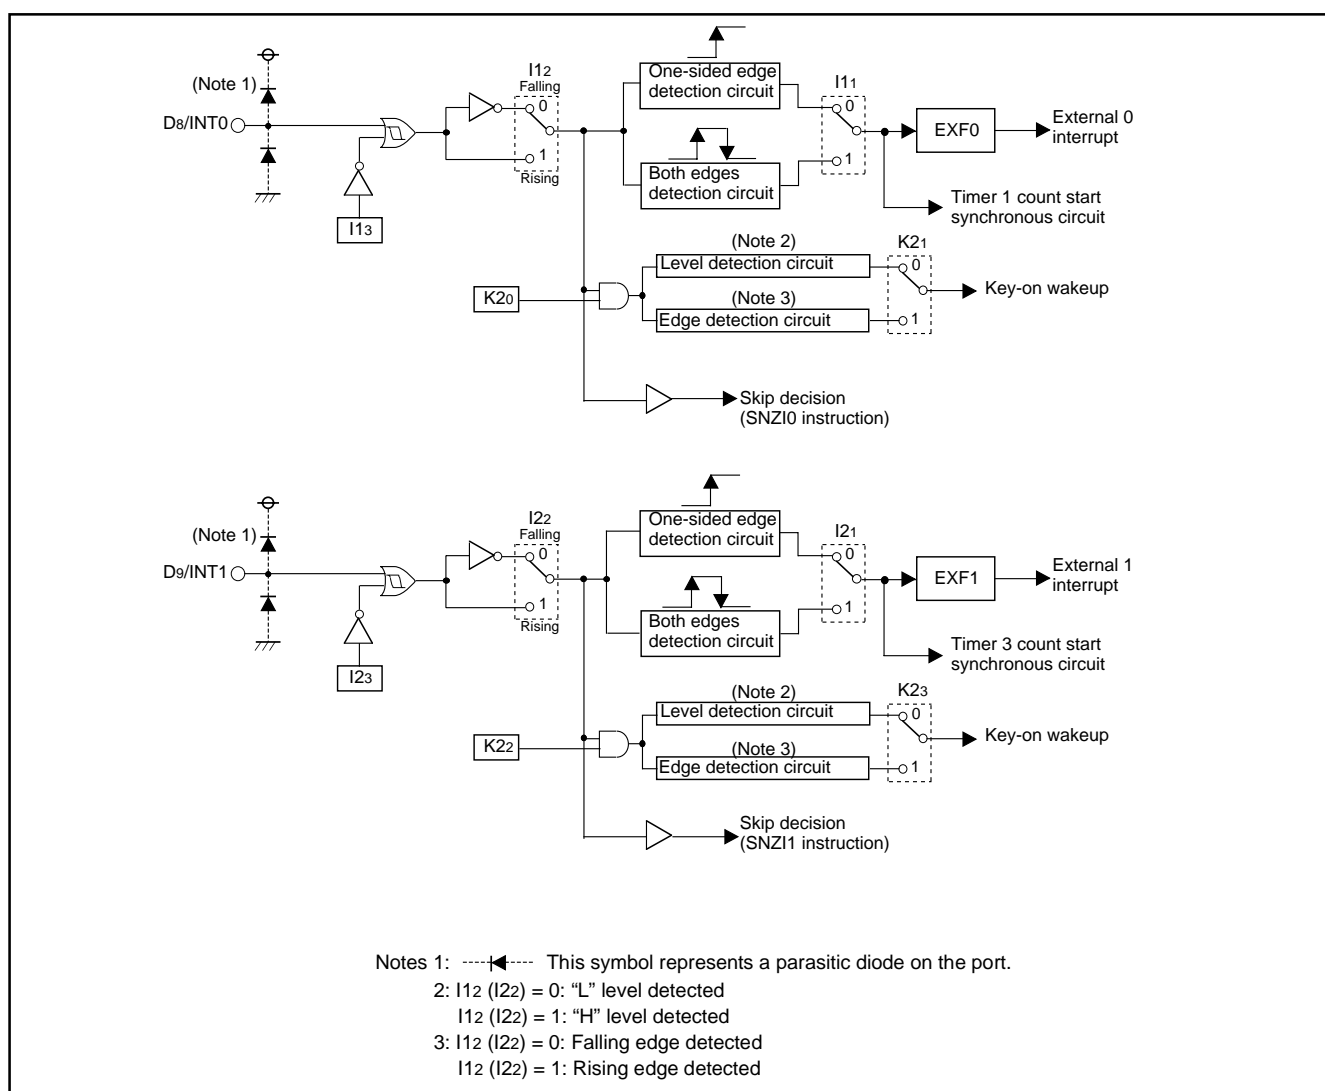 (Note 1)
D8/INT0
I13
I12
Falling
0
1
Rising
One-sided edge
detection circuit
Both edges
detection circuit
I11
0
1
EXF0
External 0
interrupt
Timer 1 count start
synchronous circuit
K20
(Note 2)
Level detection circuit
(Note 3)
Edge detection circuit
K21
0
1
Key-on wakeup
Skip decision
(SNZI0 instruction)
(Note 1)
D9/INT1
I23
I22
Falling
0
1
Rising
One-sided edge
detection circuit
Both edges
detection circuit
I21
0
1
EXF1
External 1
interrupt
Timer 3 count start
synchronous circuit
K22
(Note 2)
Level detection circuit
(Note 3)
Edge detection circuit
K23
0
1
Key-on wakeup
Skip decision
(SNZI1 instruction)
Notes 1: This symbol represents a parasitic diode on the port.
2: I12 (I22) = 0: “L” level detected
I12 (I22) = 1: “H” level detected
3: I12 (I22) = 0: Falling edge detected
I12 (I22) = 1: Rising edge detected